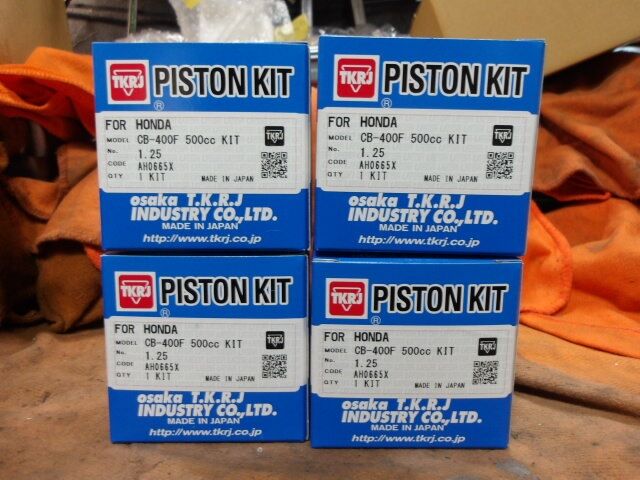 TKRJ PISTON KIT
®
FOR HONDA
MODEL CB-400F 500cc KIT
No. 1.25
CODE AH0665X
QTY 1 KIT MADE IN JAPAN
TKRJ
osaka T.K.R.J
INDUSTRY CO.,LTD.
MADE IN JAPAN
http://www.tkrj.co.jp
TKRJ PISTON KIT
®
FOR HONDA
MODEL CB-400F 500cc KIT
No. 1.25
CODE AH0665X
QTY 1 KIT MADE IN JAPAN
TKRJ
osaka T.K.R.J
INDUSTRY CO.,LTD.
MADE IN JAPAN
http://www.tkrj.co.jp
TKRJ PISTON KIT
®
FOR HONDA
MODEL CB-400F 500cc KIT
No. 1.25
CODE AH0665X
QTY 1 KIT MADE IN JAPAN
TKRJ
osaka T.K.R.J
INDUSTRY CO.,LTD.
MADE IN JAPAN
http://www.tkrj.co.jp
TKRJ PISTON KIT
®
FOR HONDA
MODEL CB-400F 500cc KIT
No. 1.25
CODE AH0665X
QTY 1 KIT MADE IN JAPAN
TKRJ
osaka T.K.R.J
INDUSTRY CO.,LTD.
MADE IN JAPAN
http://www.tkrj.co.jp